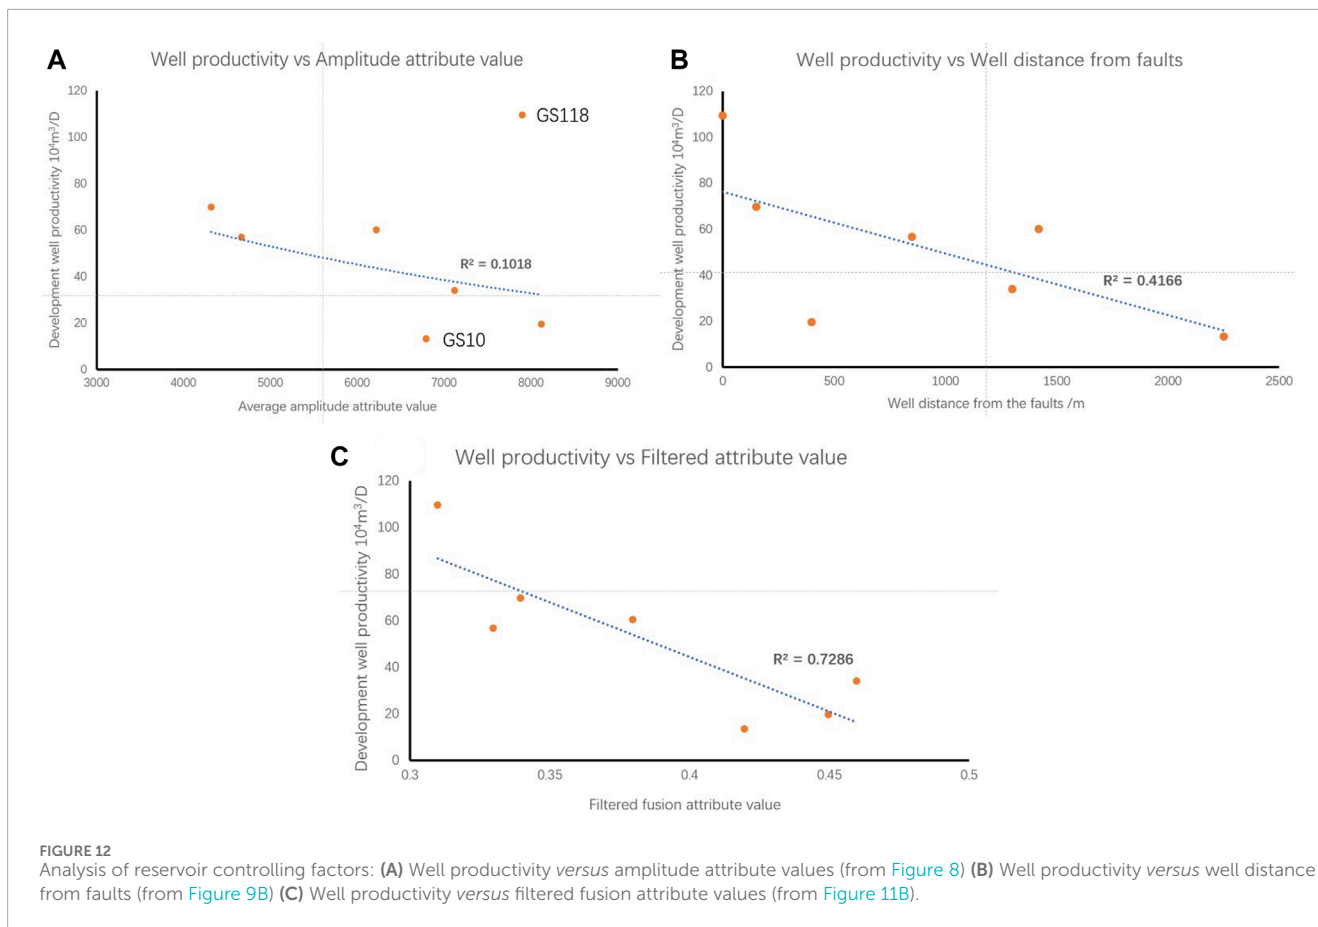 A
Well productivity vs Amplitude attribute value
Development well productivity 10⁴m³/D
120
100
80
60
40
20
0
GS118
R² = 0.1018
GS10
3000 4000 5000 6000 7000 8000 9000
Average amplitude attribute value
B
Well productivity vs Well distance from faults
Development well productivity 10⁴m³/D
120
100
80
60
40
20
0
R² = 0.4166
0 500 1000 1500 2000 2500
Well distance from the faults /m
C
Well productivity vs Filtered attribute value
Development well productivity 10⁴m³/D
120
100
80
60
40
20
0
R² = 0.7286
0.3 0.35 0.4 0.45 0.5
Filtered fusion attribute value
FIGURE 12
Analysis of reservoir controlling factors: (A) Well productivity versus amplitude attribute values (from Figure 8) (B) Well productivity versus well distance
from faults (from Figure 9B) (C) Well productivity versus filtered fusion attribute values (from Figure 11B).